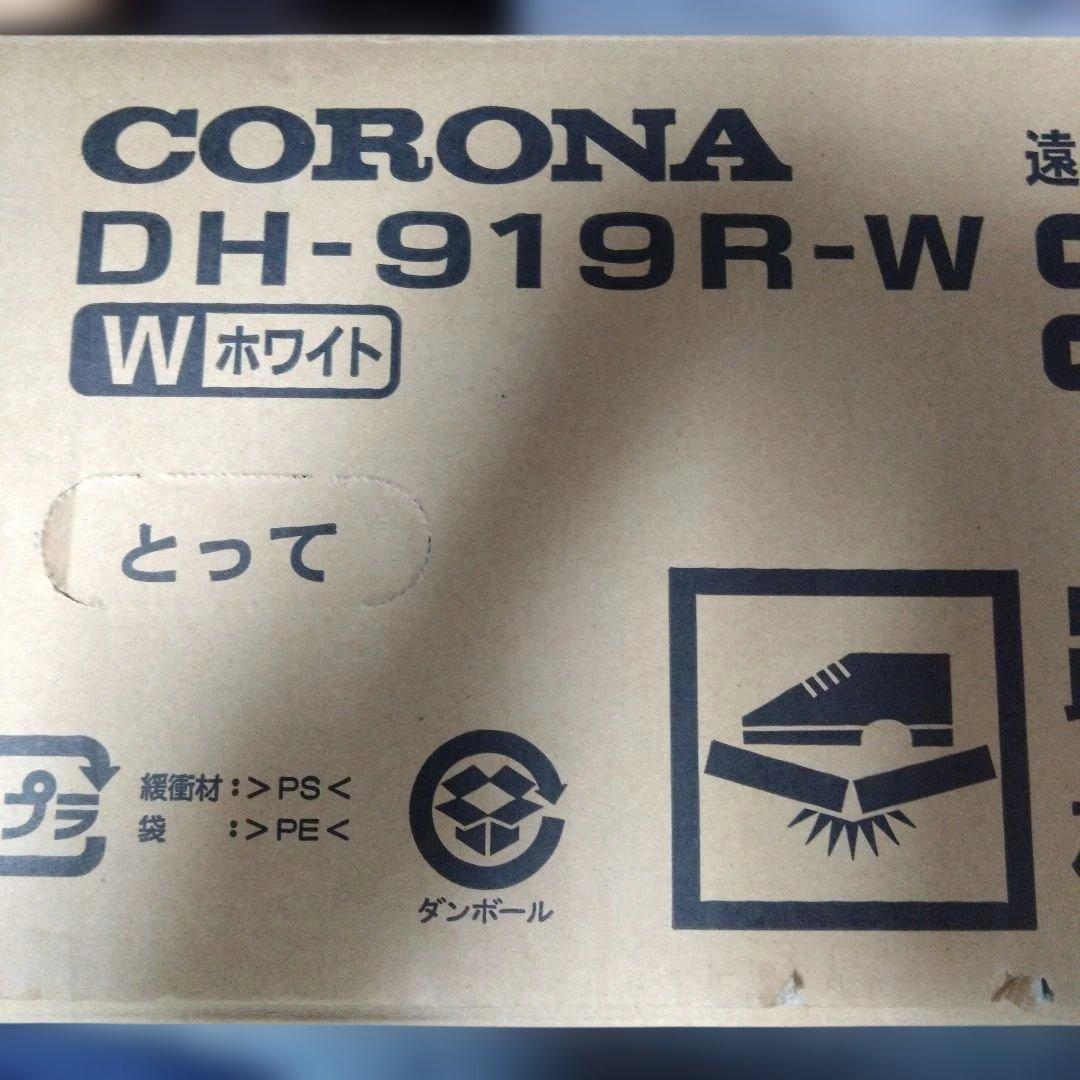 CORONA
DH-919R-W
W ホワイト
遠
とって
プラ
緩衝材:>PS<
袋 :>PE<
ダンボール